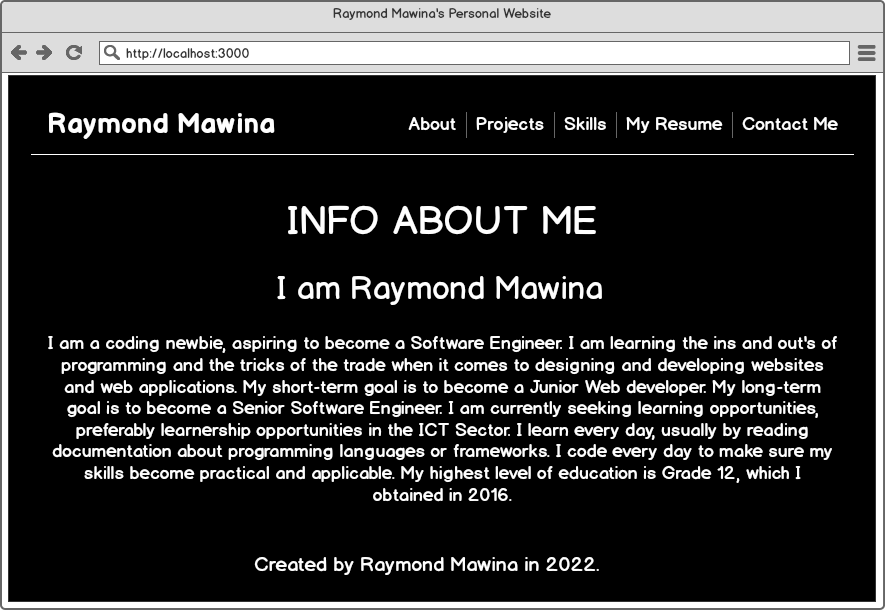 Raymond Mawina's Personal Website
http://localhost:3000
Raymond Mawina
About Projects Skills My Resume Contact Me
INFO ABOUT ME
I am Raymond Mawina
I am a coding newbie, aspiring to become a Software Engineer. I am learning the ins and out's of
programming and the tricks of the trade when it comes to designing and developing websites
and web applications. My short-term goal is to become a Junior Web developer. My long-term
goal is to become a Senior Software Engineer. I am currently seeking learning opportunities,
preferably learnership opportunities in the ICT Sector. I learn every day, usually by reading
documentation about programming languages or frameworks. I code every day to make sure my
skills become practical and applicable. My highest level of education is Grade 12, which I
obtained in 2016.
Created by Raymond Mawina in 2022.